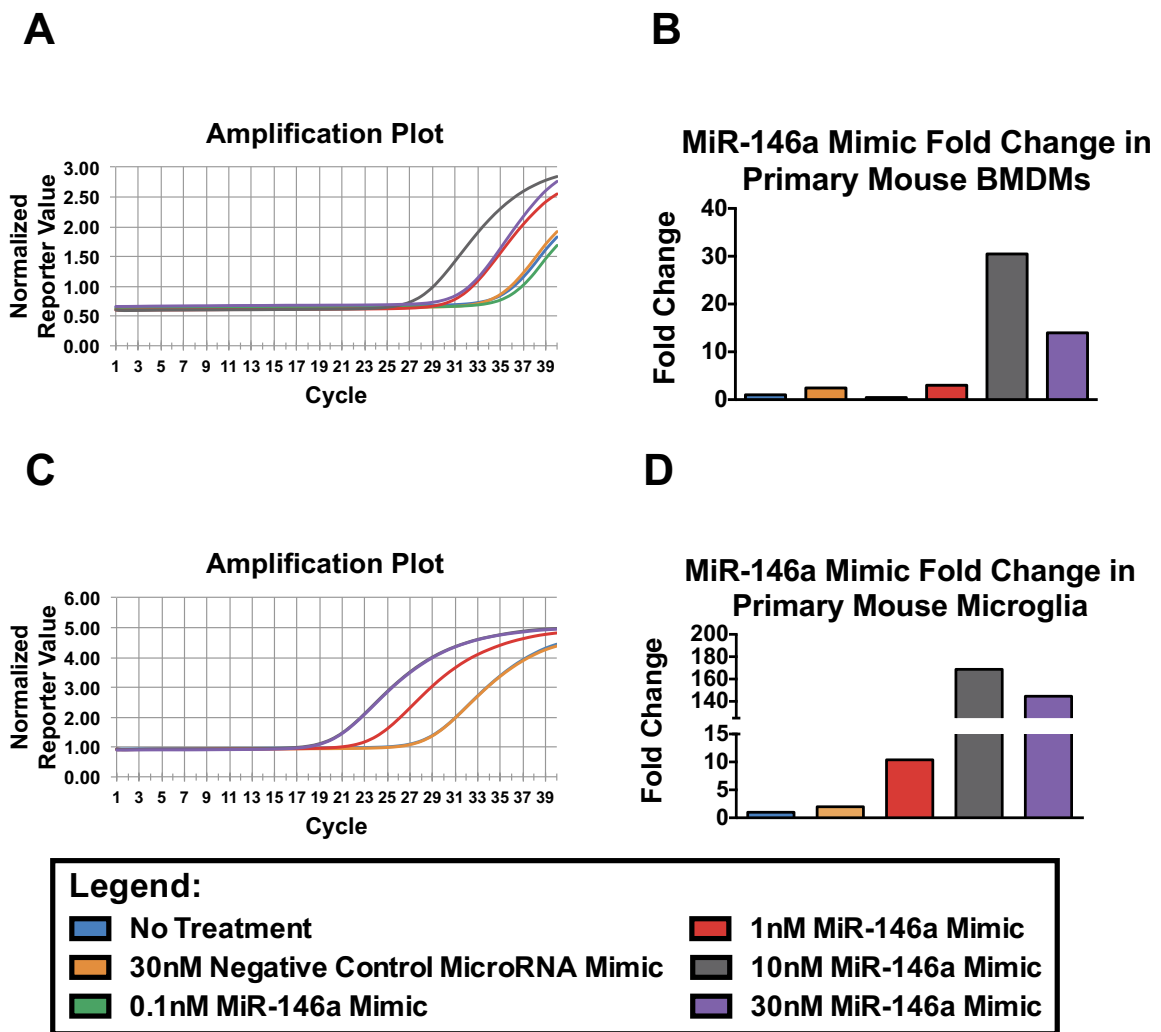 A
Amplification Plot
Normalized
Reporter Value
3.00
2.50
2.00
1.50
1.00
0.50
0.00
1 3 5 7 9 11 13 15 17 19 21 23 25 27 29 31 33 35 37 39
Cycle
B
MiR-146a Mimic Fold Change in
Primary Mouse BMDMs
Fold Change
40
30
20
10
0
C
Amplification Plot
Normalized
Reporter Value
6.00
5.00
4.00
3.00
2.00
1.00
0.00
1 3 5 7 9 11 13 15 17 19 21 23 25 27 29 31 33 35 37 39
Cycle
D
MiR-146a Mimic Fold Change in
Primary Mouse Microglia
Fold Change
200
180
160
140
15
10
5
0
Legend:
No Treatment
30nM Negative Control MicroRNA Mimic
0.1nM MiR-146a Mimic
1nM MiR-146a Mimic
10nM MiR-146a Mimic
30nM MiR-146a Mimic